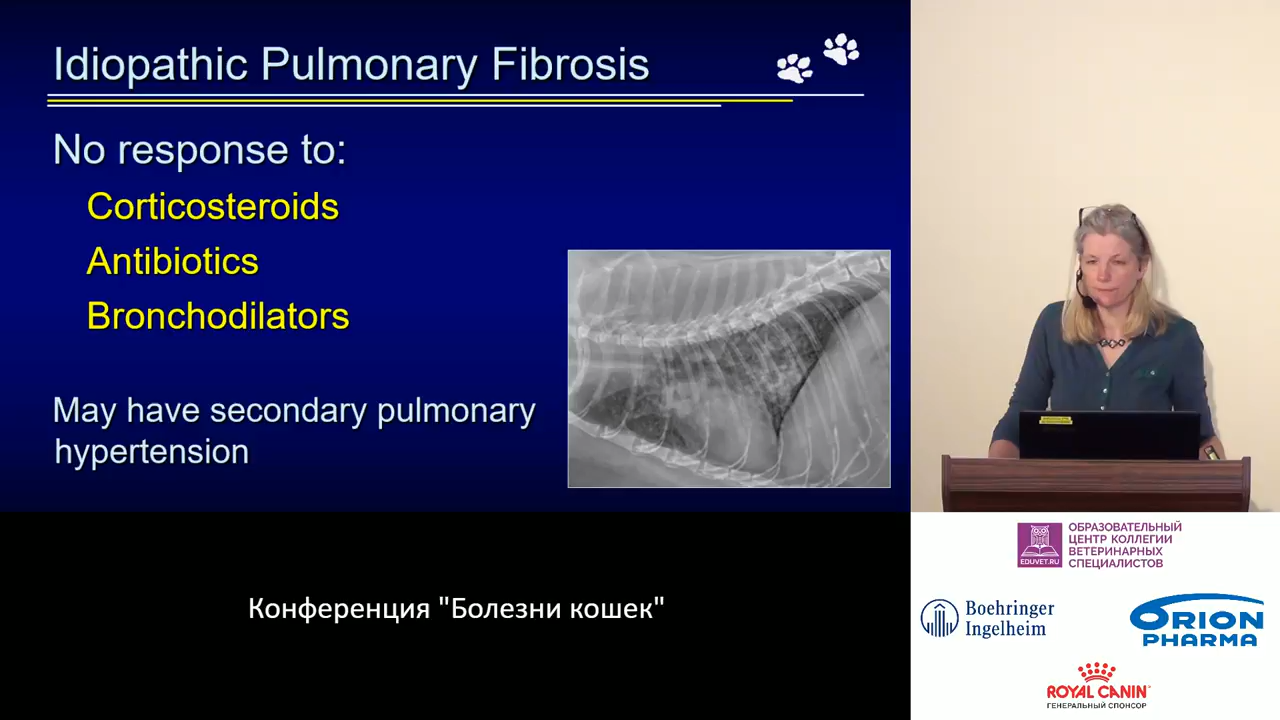 Idiopathic Pulmonary Fibrosis
No response to:
Corticosteroids
Antibiotics
Bronchodilators
May have secondary pulmonary
hypertension
Конференция "Болезни кошек"
ОБРАЗОВАТЕЛЬНЫЙ
ЦЕНТР КОЛЛЕГИИ
ВЕТЕРИНАРНЫХ
СПЕЦИАЛИСТОВ
EDUVET.RU
Boehringer
Ingelheim
ORION
PHARMA
ROYAL CANIN
ГЕНЕРАЛЬНЫЙ СПОНСОР